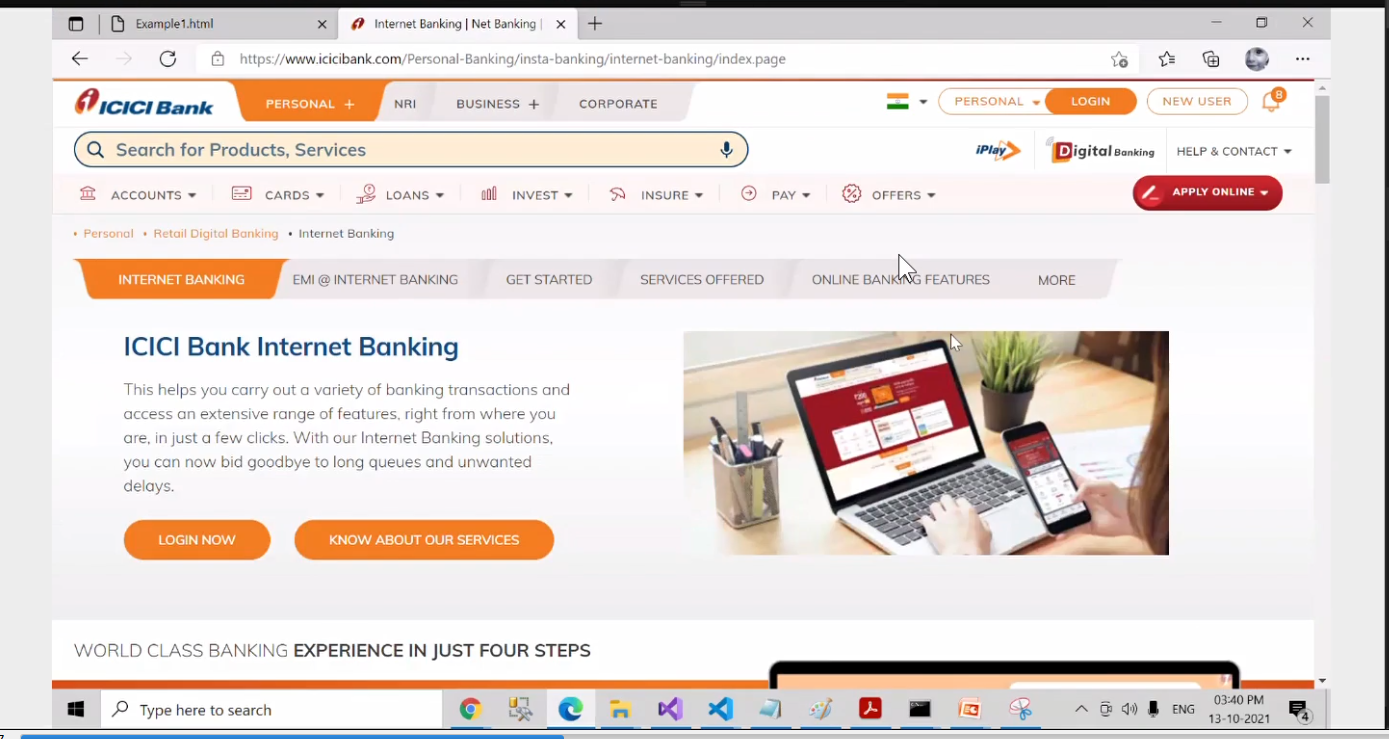 Example1.html
Internet Banking | Net Banking |
https://www.icicibank.com/Personal-Banking/insta-banking/internet-banking/index.page
ICICI Bank
PERSONAL +
NRI
BUSINESS +
CORPORATE
PERSONAL
LOGIN
NEW USER
8
Search for Products, Services
iPlay
Digital Banking
HELP & CONTACT
ACCOUNTS
CARDS
LOANS
INVEST
INSURE
PAY
OFFERS
APPLY ONLINE
• Personal • Retail Digital Banking • Internet Banking
INTERNET BANKING
EMI @ INTERNET BANKING
GET STARTED
SERVICES OFFERED
ONLINE BANKING FEATURES
MORE
ICICI Bank Internet Banking
This helps you carry out a variety of banking transactions and
access an extensive range of features, right from where you
are, in just a few clicks. With our Internet Banking solutions,
you can now bid goodbye to long queues and unwanted
delays.
LOGIN NOW
KNOW ABOUT OUR SERVICES
WORLD CLASS BANKING EXPERIENCE IN JUST FOUR STEPS
Type here to search
ENG
03:40 PM
13-10-2021
4